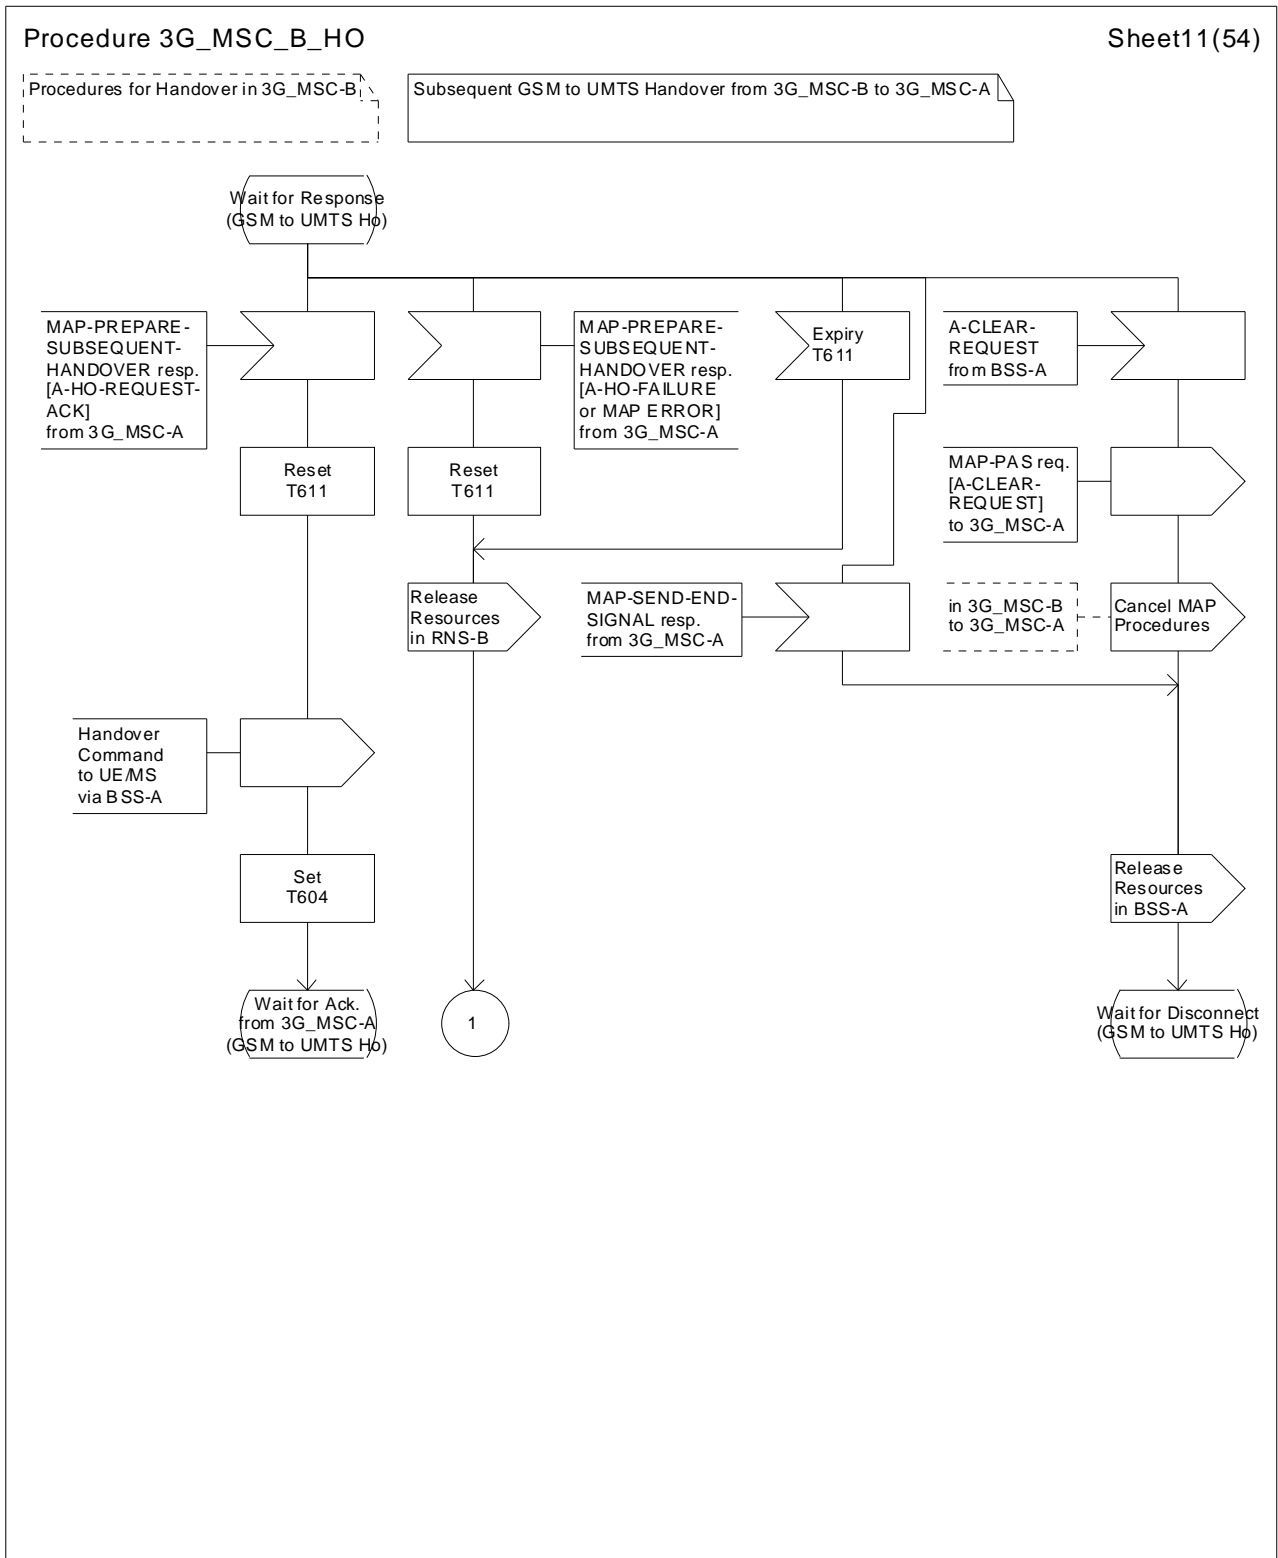 Procedure 3G_MSC_B_HO
Sheet11(54)
Procedures for Handover in 3G_MSC-B
Subsequent GSM to UMTS Handover from 3G_MSC-B to 3G_MSC-A
Wait for Response
(GSM to UMTS Ho)
MAP-PREPARE-
SUBSEQUENT-
HANDOVER resp.
[A-HO-REQUEST-
ACK]
from 3G_MSC-A
MAP-PREPARE-
SUBSEQUENT-
HANDOVER resp.
[A-HO-FAILURE
or MAP ERROR]
from 3G_MSC-A
Expiry
T611
A-CLEAR-
REQUEST
from BSS-A
Reset
T611
Reset
T611
MAP-PAS req.
[A-CLEAR-
REQUEST]
to 3G_MSC-A
Release
Resources
in RNS-B
MAP-SEND-END-
SIGNAL resp.
from 3G_MSC-A
in 3G_MSC-B
to 3G_MSC-A
Cancel MAP
Procedures
Handover
Command
to UE/MS
via BSS-A
Set
T604
Release
Resources
in BSS-A
Wait for Ack.
from 3G_MSC-A
(GSM to UMTS Ho)
1
Wait for Disconnect
(GSM to UMTS Ho)